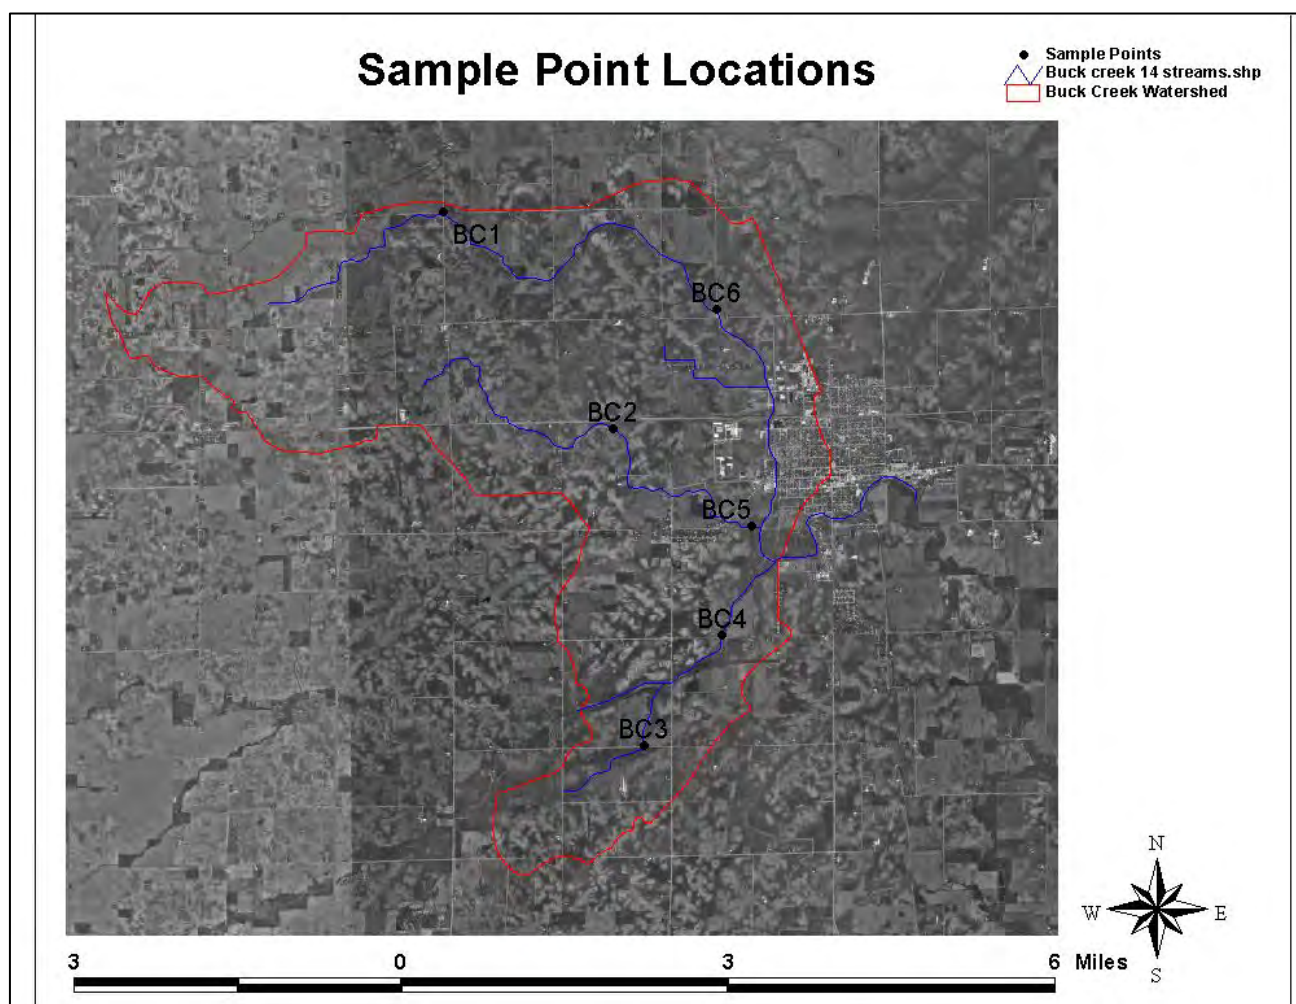 Sample Point Locations
Sample Points
Buck creek 14 streams.shp
Buck Creek Watershed
BC1
BC6
BC2
BC5
BC4
BC3
N
W E
S
3 0 3 6 Miles